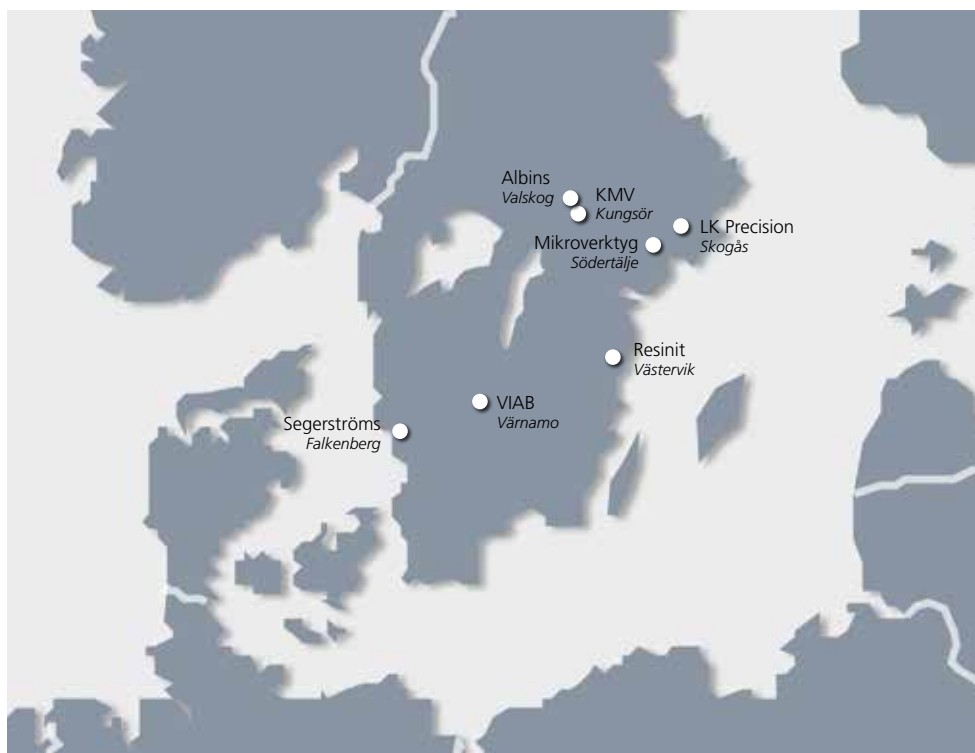 Albins
Valskog
KMV
Kungsör
LK Precision
Skogås
Mikroverktyg
Södertälje
Resinit
Västervik
VIAB
Värnamo
Segerströms
Falkenberg